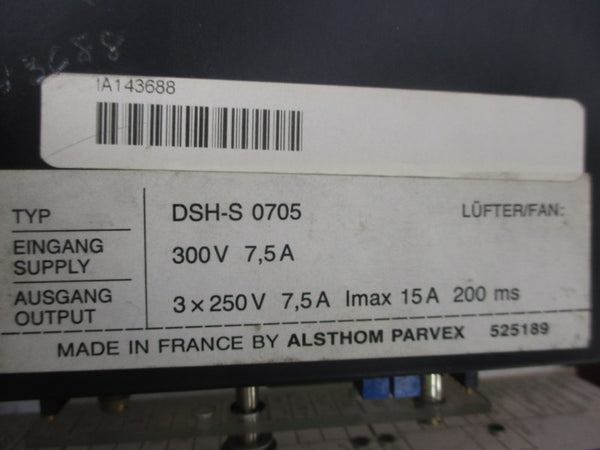 3688
IA143688
TYP DSH-S 0705 LÜFTER/FAN:
EINGANG
SUPPLY 300V 7,5A
AUSGANG
OUTPUT 3 × 250V 7,5A Imax 15A 200 ms
MADE IN FRANCE BY ALSTHOM PARVEX 525189